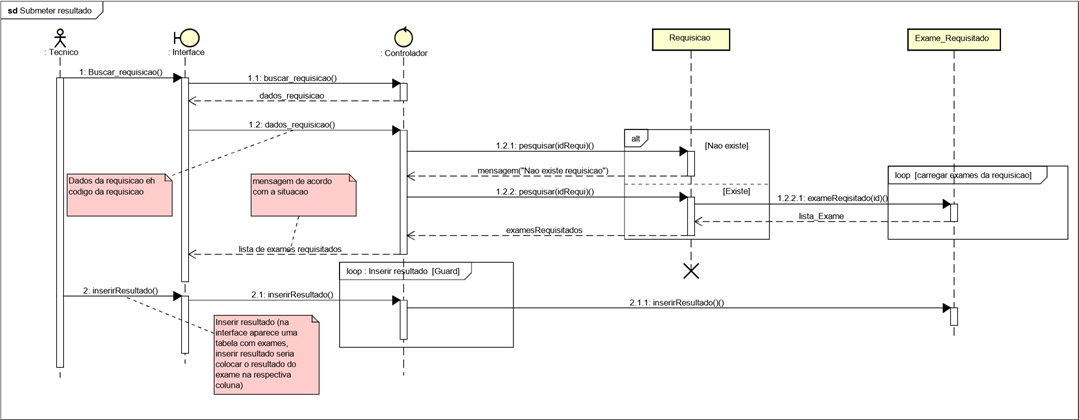 sd Submeter resultado
: Tecnico
: Interface
: Controlador
Requisicao
Exame_Requisitado
1: Buscar_requisicao()
1.1: buscar_requisicao()
dados_requisicao
1.2: dados_requisicao()
alt
[Nao existe]
1.2.1: pesquisar(idRequi)()
mensagem("Nao existe requisicao")
Dados da requisicao eh
codigo da requisicao
mensagem de acordo
com a situacao
loop [carregar exames da requisicao]
[Existe]
1.2.2: pesquisar(idRequi)()
1.2.2.1: exameReqisitado(id)()
lista_Exame
examesRequisitados
lista de exames requisitados
loop : Inserir resultado [Guard]
2: inserirResultado()
2.1: inserirResultado()
2.1.1: inserirResultado()()
Inserir resultado (na
interface aparece uma
tabela com exames,
inserir resultado seria
colocar o resultado do
exame na respectiva
coluna)